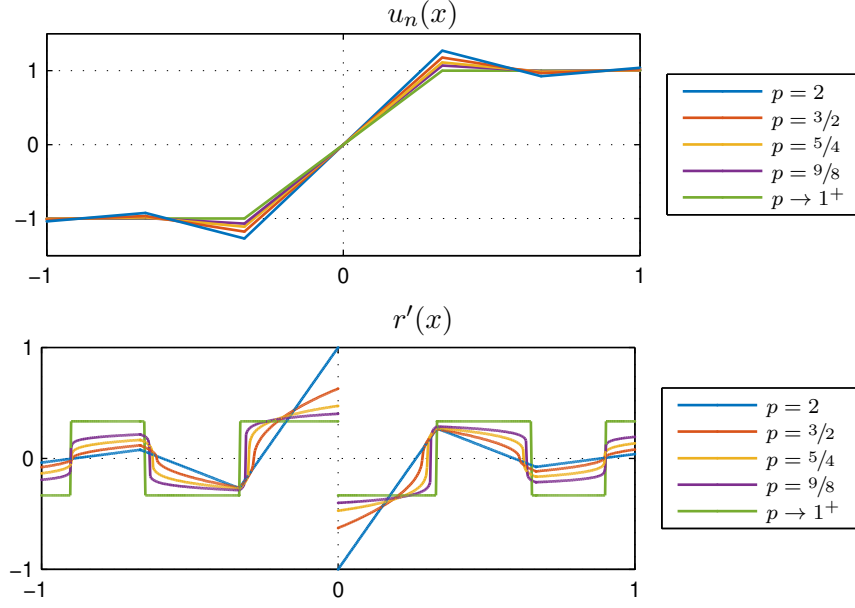 u_n(x)
1
0
−1
−1
0
1
p = 2
p = 3/2
p = 5/4
p = 9/8
p → 1⁺
r′(x)
1
0
−1
−1
0
1
p = 2
p = 3/2
p = 5/4
p = 9/8
p → 1⁺